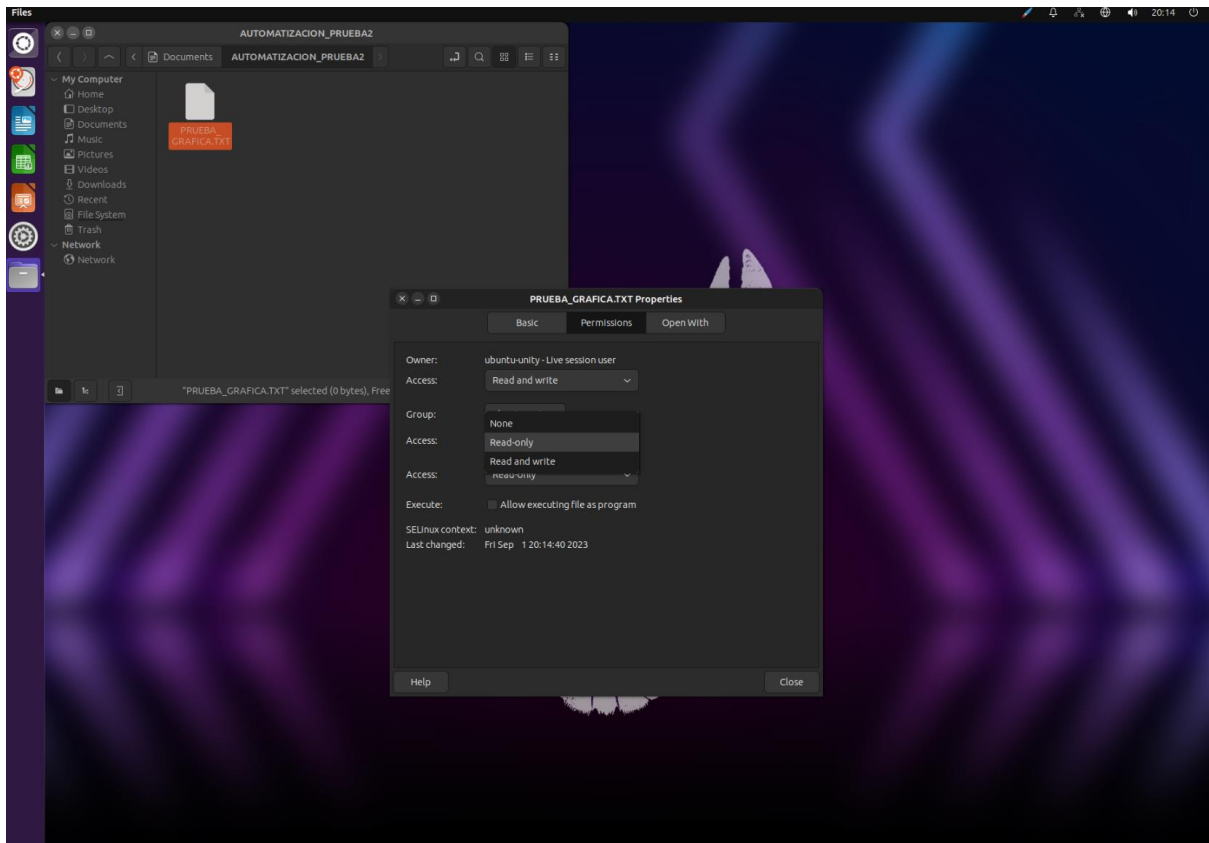 Files
20:14
AUTOMATIZACION_PRUEBA2
Documents AUTOMATIZACION_PRUEBA2
My Computer
Home
Desktop
Documents
Music
Pictures
Videos
Downloads
Recent
File System
Trash
Network
Network
PRUEBA_
GRAFICA.TXT
"PRUEBA_GRAFICA.TXT" selected (0 bytes), Free
PRUEBA_GRAFICA.TXT Properties
Basic Permissions Open With
Owner: ubuntu-unity - Live session user
Access: Read and write
Group:
None
Access: Read-only
Read and write
Access: Read-only
Execute: Allow executing file as program
SELinux context: unknown
Last changed: Fri Sep 1 20:14:40 2023
Help Close